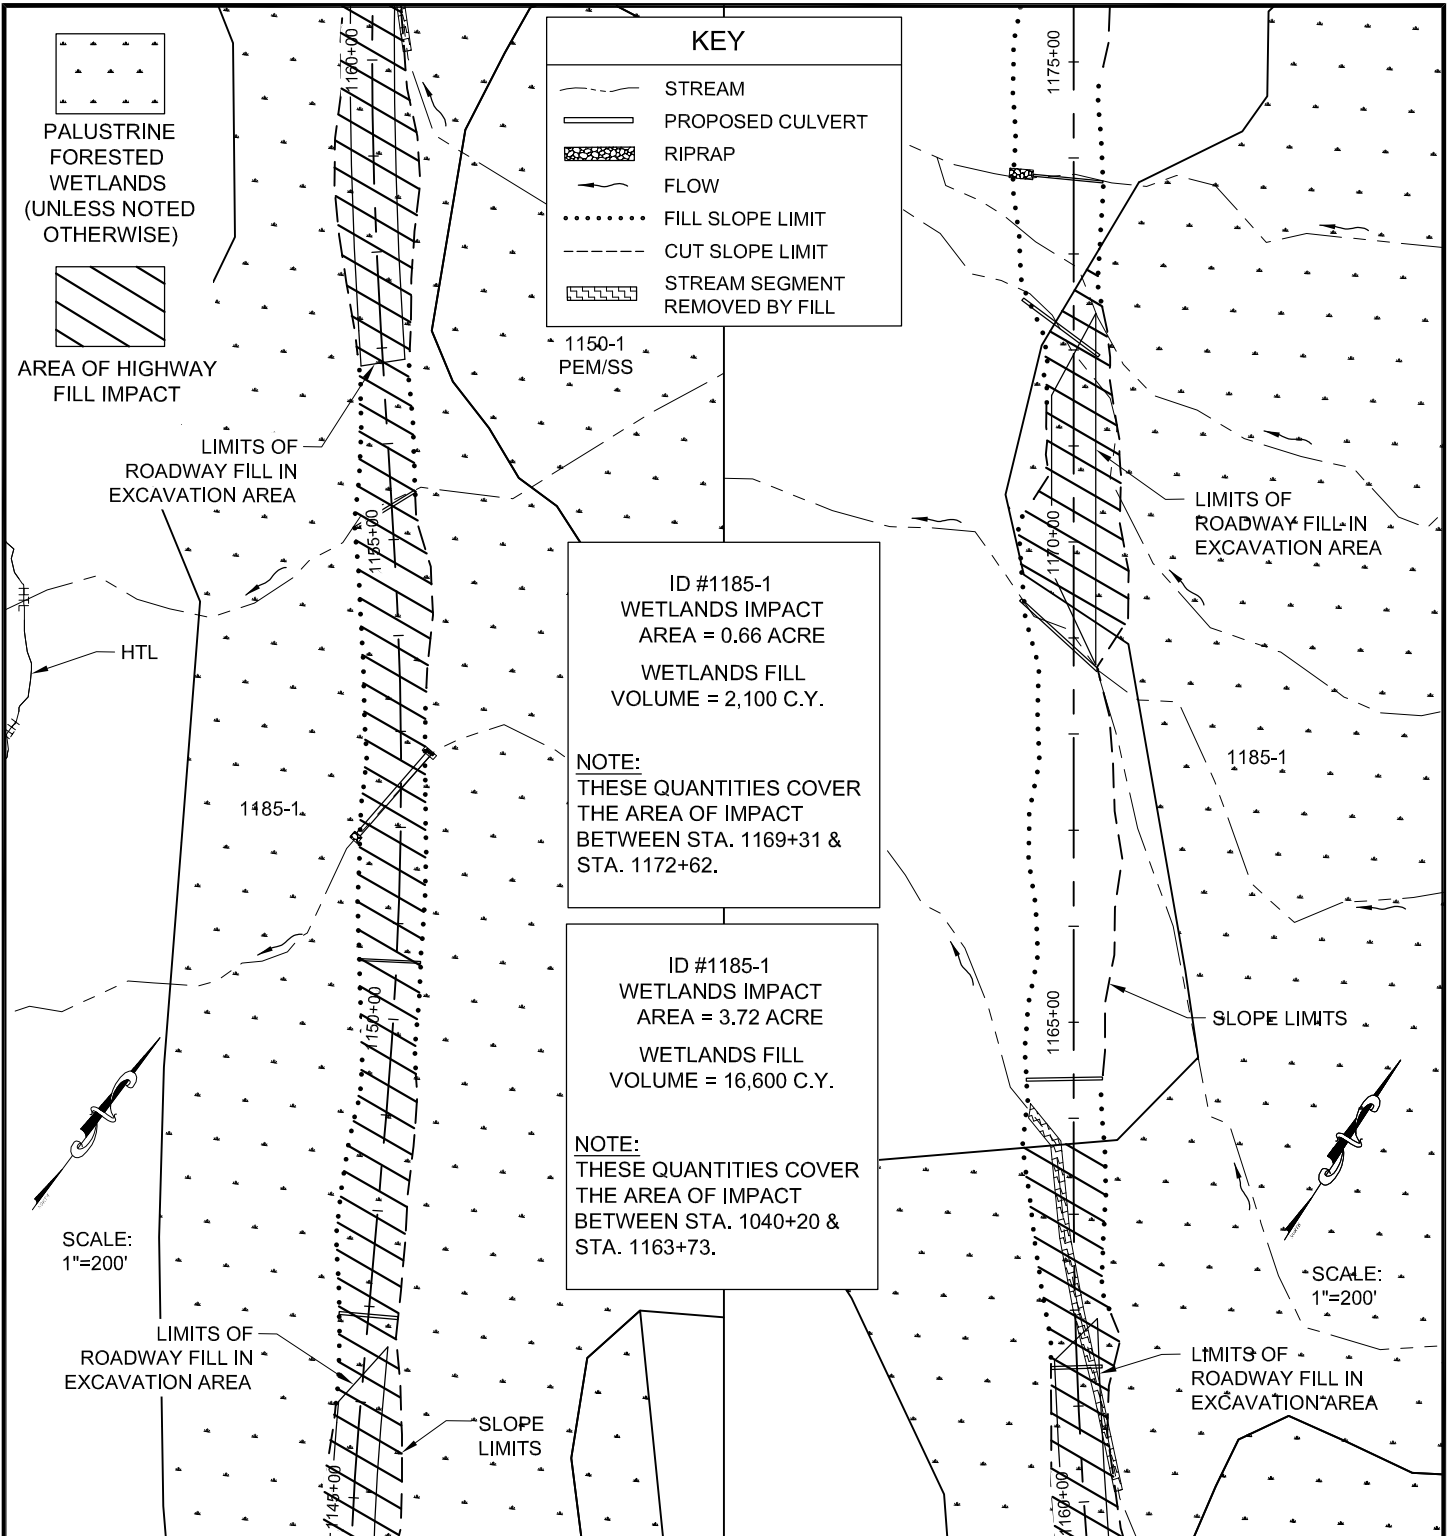 PALUSTRINE
FORESTED
WETLANDS
(UNLESS NOTED
OTHERWISE)
AREA OF HIGHWAY
FILL IMPACT
KEY
STREAM
PROPOSED CULVERT
RIPRAP
FLOW
FILL SLOPE LIMIT
CUT SLOPE LIMIT
STREAM SEGMENT
REMOVED BY FILL
1160+00
1175+00
1150-1
PEM/SS
LIMITS OF
ROADWAY FILL IN
EXCAVATION AREA
LIMITS OF
ROADWAY FILL IN
EXCAVATION AREA
1155+00
1170+00
HTL
ID #1185-1
WETLANDS IMPACT
AREA = 0.66 ACRE
WETLANDS FILL
VOLUME = 2,100 C.Y.
NOTE:
THESE QUANTITIES COVER
THE AREA OF IMPACT
BETWEEN STA. 1169+31 &
STA. 1172+62.
1185-1
1185-1
ID #1185-1
WETLANDS IMPACT
AREA = 3.72 ACRE
WETLANDS FILL
VOLUME = 16,600 C.Y.
NOTE:
THESE QUANTITIES COVER
THE AREA OF IMPACT
BETWEEN STA. 1040+20 &
STA. 1163+73.
1150+00
1165+00
SLOPE LIMITS
SCALE:
1"=200'
SCALE:
1"=200'
LIMITS OF
ROADWAY FILL IN
EXCAVATION AREA
LIMITS OF
ROADWAY FILL IN
EXCAVATION AREA
SLOPE
LIMITS
1145+00
1160+00